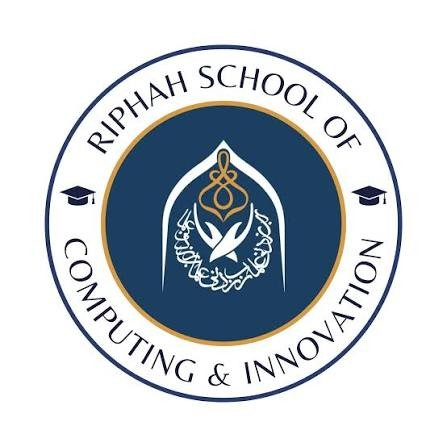 RIPHAH SCHOOL OF
COMPUTING & INNOVATION